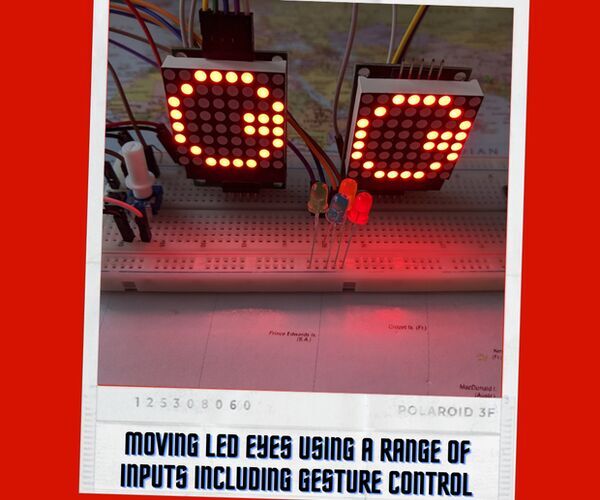 Prince Edwards Is.
(S.A.)
Crozet Is. (Fr.)
MacDonald I.
125308060
POLAROID 3F
MOVING LED EYES USING A RANGE OF
INPUTS INCLUDING GESTURE CONTROL